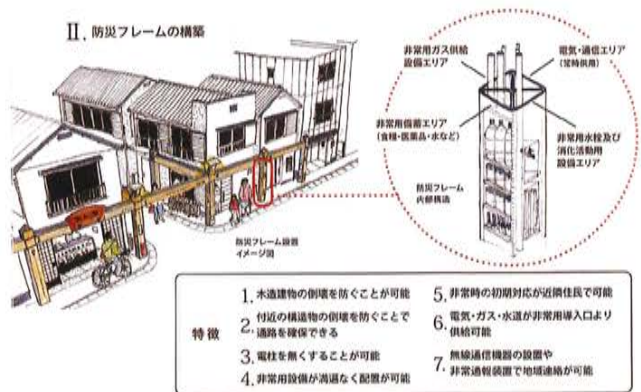 Ⅱ. 防災フレームの構築
非常用ガス供給
設備エリア
電気・通信エリア
(常時供用)
非常用備蓄エリア
(食糧・医薬品・水など)
非常用水栓及び
消化活動用
設備エリア
防災フレーム
内部構造
防災フレーム設置
イメージ図
特徴
1. 木造建物の倒壊を防ぐことが可能
2. 付近の構造物の倒壊を防ぐことで
通路を確保できる
3. 電柱を無くすることが可能
4. 非常用設備が満遍なく配置が可能
5. 非常時の初期対応が近隣住民で可能
6. 電気・ガス・水道が非常用導入口より
供給可能
7. 無線通信機器の設置や
非常通報装置で地域連絡が可能